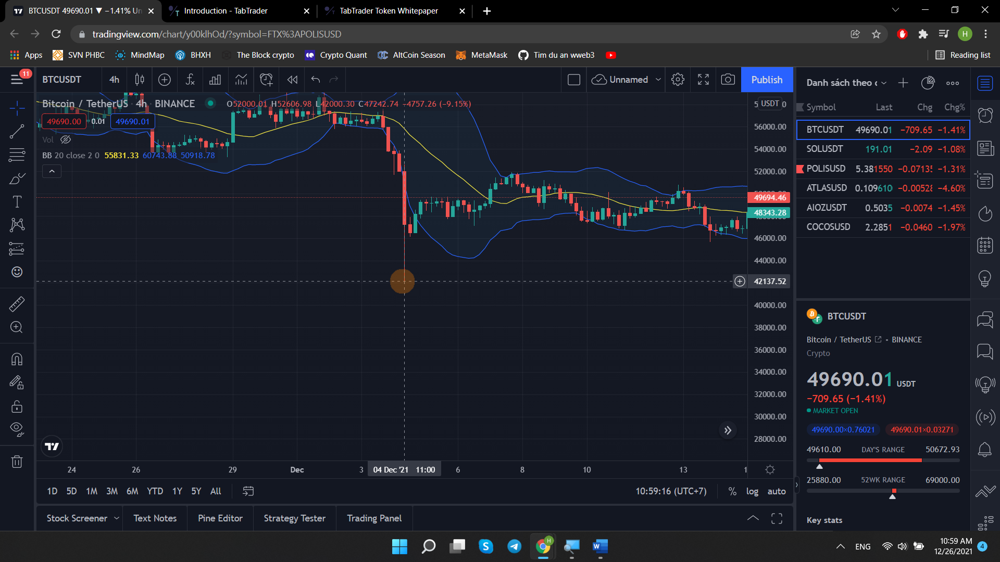 BTCUSDT 49690.01 ▼ −1.41% Un
Introduction - TabTrader
TabTrader Token Whitepaper
tradingview.com/chart/y00klhOd/?symbol=FTX%3APOLISUSD
H
Apps
SVN PHBC
MindMap
BHXH
The Block crypto
Crypto Quant
AltCoin Season
MetaMask
Tim du an wweb3
Reading list
11
BTCUSDT
4h
Unnamed
Publish
Bitcoin / TetherUS · 4h · BINANCE
O52000.01 H52606.98 L42000.30 C47242.74 −4757.26 (−9.15%)
49690.00 0.01 49690.01
Vol
BB 20 close 2 0 55831.33 60743.88 50918.78
USDT
56000.00
54000.00
52000.00
49694.46
48343.28
46000.00
44000.00
42137.52
40000.00
38000.00
36000.00
34000.00
32000.00
30000.00
28000.00
24 26 29 Dec 3 04 Dec '21 11:00 6 8 10 13
1D 5D 1M 3M 6M YTD 1Y 5Y All
10:59:16 (UTC+7) % log auto
Stock Screener
Text Notes
Pine Editor
Strategy Tester
Trading Panel
Danh sách theo
Symbol Last Chg Chg%
BTCUSDT 49690.01 −709.65 −1.41%
SOLUSDT 191.01 −2.09 −1.08%
POLISUSD 5.381550 −0.07135 −1.31%
ATLASUSD 0.109610 −0.00528 −4.60%
AIOZUSDT 0.5035 −0.0074 −1.45%
COCOSUSD 2.2851 −0.0460 −1.97%
BTCUSDT
Bitcoin / TetherUS · BINANCE
Crypto
49690.01 USDT
−709.65 (−1.41%)
MARKET OPEN
49690.00×0.76021 49690.01×0.03271
49610.00 DAY'S RANGE 50672.93
25880.00 52WK RANGE 69000.00
Key stats
ENG
10:59 AM
12/26/2021
4